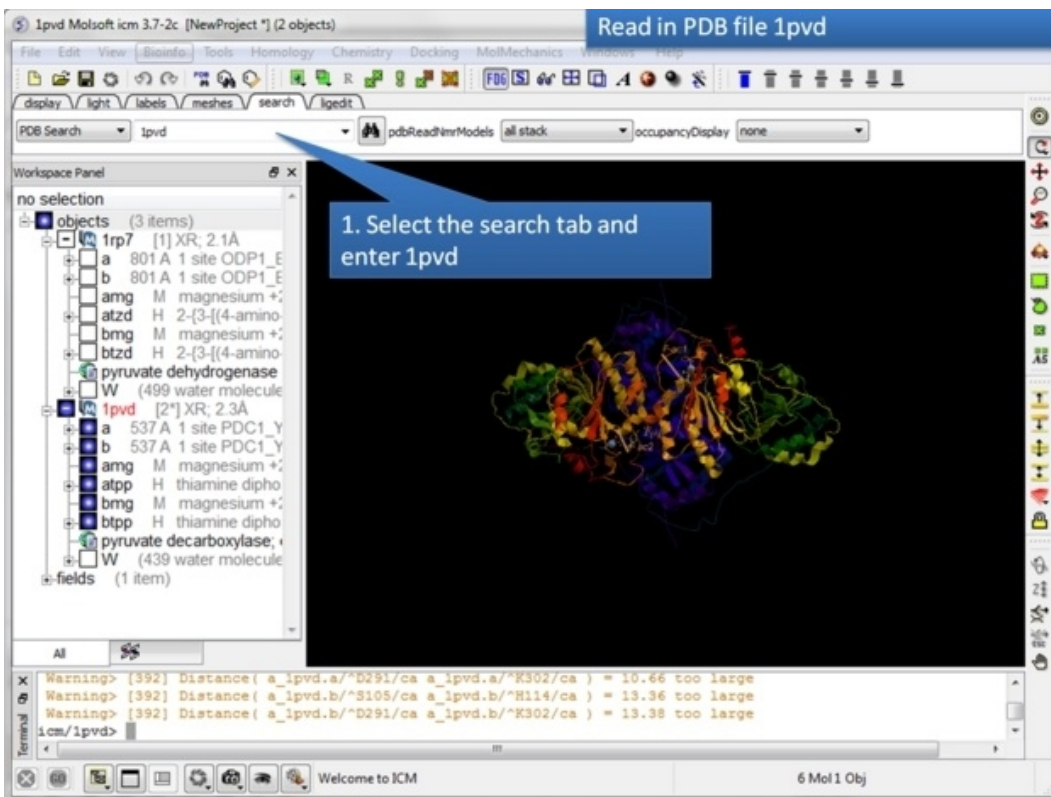 1pvd Molsoft icm 3.7-2c [NewProject *] (2 objects)
Read in PDB file 1pvd
File Edit View Bioinfo Tools Homology Chemistry Docking MolMechanics Windows Help
display light labels meshes search ligedit
PDB Search 1pvd pdbReadNmrModels all stack occupancyDisplay none
Workspace Panel
no selection
objects (3 items)
1rp7 [1] XR; 2.1Å
a 801 A 1 site ODP1_E
b 801 A 1 site ODP1_E
amg M magnesium +2
atzd H 2-{3-[(4-amino-
bmg M magnesium +2
btzd H 2-{3-[(4-amino-
pyruvate dehydrogenase
W (499 water molecule
1pvd [2*] XR; 2.3Å
a 537 A 1 site PDC1_Y
b 537 A 1 site PDC1_Y
amg M magnesium +2
atpp H thiamine dipho
bmg M magnesium +2
btpp H thiamine dipho
pyruvate decarboxylase;
W (439 water molecule
fields (1 item)
All
1. Select the search tab and
enter 1pvd
Warning> [392] Distance( a_1pvd.a/^D291/ca a_1pvd.a/^K302/ca ) = 10.66 too large
Warning> [392] Distance( a_1pvd.b/^S105/ca a_1pvd.b/^H114/ca ) = 13.36 too large
Warning> [392] Distance( a_1pvd.b/^D291/ca a_1pvd.b/^K302/ca ) = 13.38 too large
icm/1pvd>
Terminal
Welcome to ICM 6 Mol 1 Obj